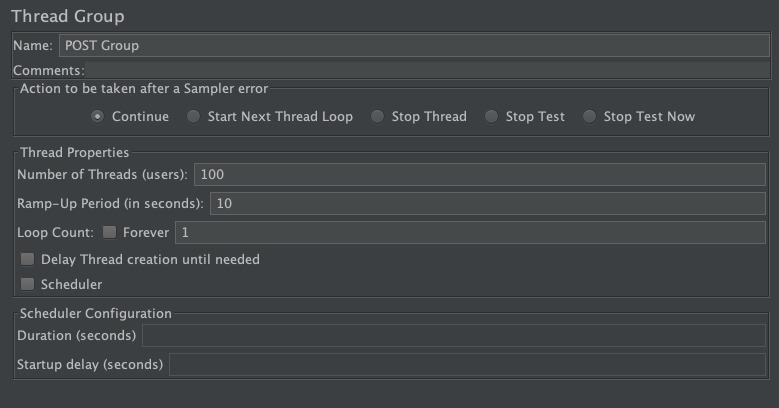 Thread Group
Name: POST Group
Comments:
Action to be taken after a Sampler error
Continue Start Next Thread Loop Stop Thread Stop Test Stop Test Now
Thread Properties
Number of Threads (users): 100
Ramp-Up Period (in seconds): 10
Loop Count: Forever 1
Delay Thread creation until needed
Scheduler
Scheduler Configuration
Duration (seconds)
Startup delay (seconds)